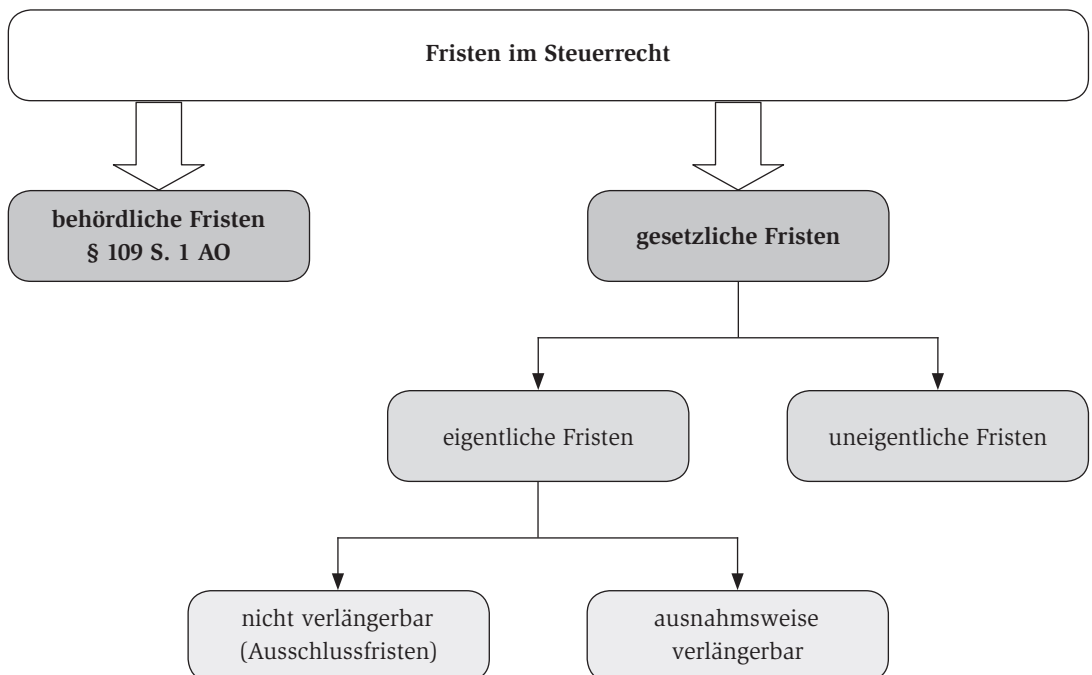 Fristen im Steuerrecht
behördliche Fristen
§ 109 S. 1 AO
gesetzliche Fristen
eigentliche Fristen
uneigentliche Fristen
nicht verlängerbar
(Ausschlussfristen)
ausnahmsweise
verlängerbar